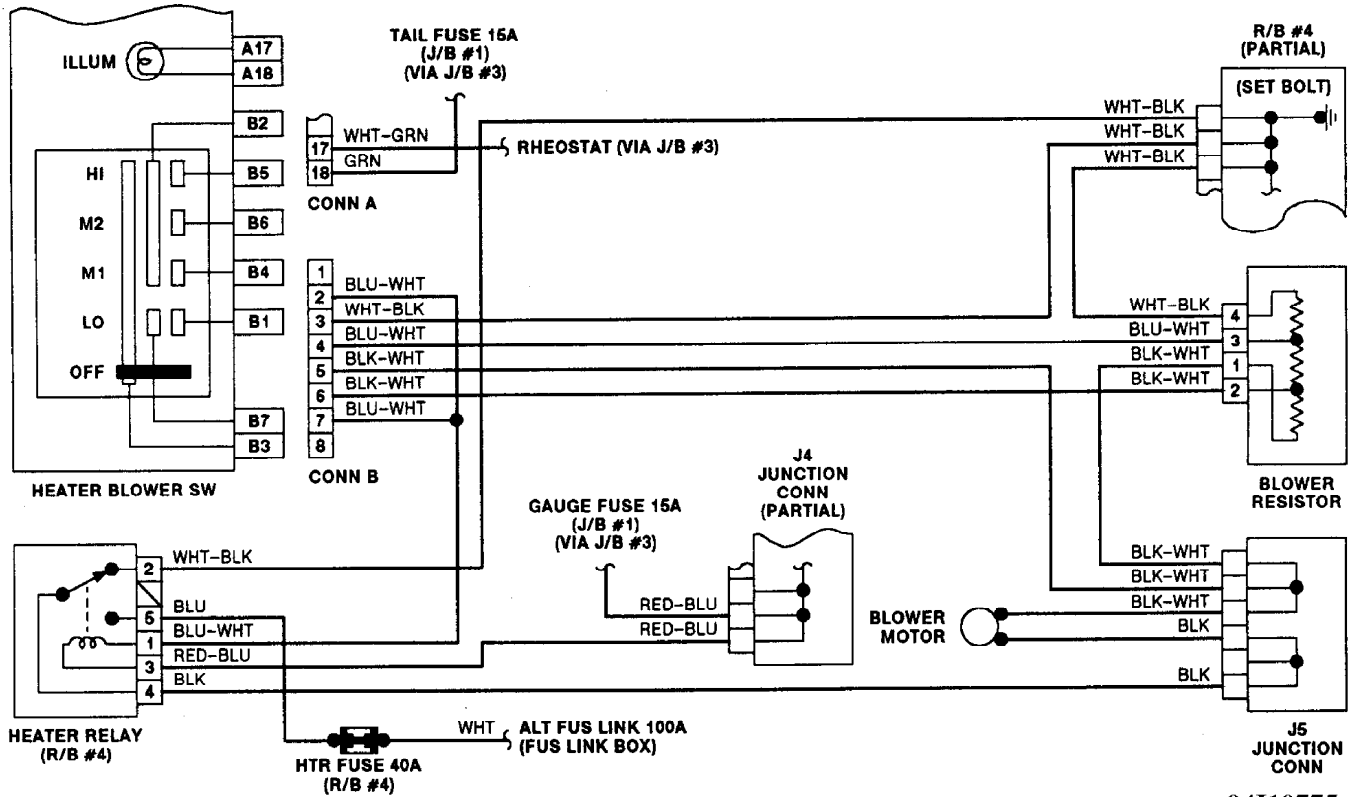 ILLUM
A17
A18
B2
HI
B5
M2
B6
M1
B4
LO
B1
OFF
B7
B3
HEATER BLOWER SW
TAIL FUSE 15A
(J/B #1)
(VIA J/B #3)
17
WHT-GRN
RHEOSTAT (VIA J/B #3)
18
GRN
CONN A
1
2
BLU-WHT
3
WHT-BLK
4
BLU-WHT
5
BLK-WHT
6
BLK-WHT
7
BLU-WHT
8
CONN B
R/B #4
(PARTIAL)
(SET BOLT)
WHT-BLK
WHT-BLK
WHT-BLK
WHT-BLK
4
BLU-WHT
3
BLK-WHT
1
BLK-WHT
2
BLOWER
RESISTOR
J4
JUNCTION
CONN
(PARTIAL)
GAUGE FUSE 15A
(J/B #1)
(VIA J/B #3)
RED-BLU
RED-BLU
BLOWER
MOTOR
BLK-WHT
BLK-WHT
BLK-WHT
BLK
BLK
J5
JUNCTION
CONN
2
WHT-BLK
5
BLU
1
BLU-WHT
3
RED-BLU
4
BLK
HEATER RELAY
(R/B #4)
HTR FUSE 40A
(R/B #4)
WHT
ALT FUS LINK 100A
(FUS LINK BOX)